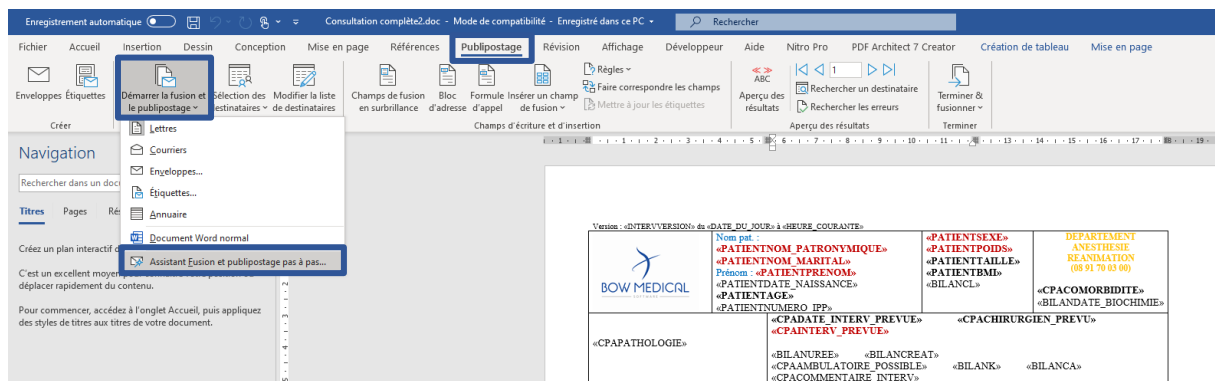 Enregistrement automatique
Consultation complète2.doc - Mode de compatibilité - Enregistré dans ce PC
Rechercher
Fichier Accueil Insertion Dessin Conception Mise en page Références Publipostage Révision Affichage Développeur Aide Nitro Pro PDF Architect 7 Creator Création de tableau Mise en page
Enveloppes Étiquettes
Créer
Démarrer la fusion et le publipostage
Sélection des destinataires
Modifier la liste de destinataires
Champs de fusion en surbrillance
Bloc d'adresse
Formule d'appel
Insérer un champ de fusion
Règles
Faire correspondre les champs
Mettre à jour les étiquettes
Champs d'écriture et d'insertion
ABC
Aperçu des résultats
1
Rechercher un destinataire
Rechercher les erreurs
Aperçu des résultats
Terminer & fusionner
Terminer
Lettres
Courriers
Enveloppes...
Étiquettes...
Annuaire
Document Word normal
Assistant Fusion et publipostage pas à pas...
Navigation
Rechercher dans un
Titres Pages
Créez un plan interactif
C'est un excellent moyen
déplacer rapidement du contenu.
Pour commencer, accédez à l'onglet Accueil, puis appliquez
des styles de titres aux titres de votre document.
Version : «INTERVVERSION» du «DATE_DU_JOUR» à «HEURE_COURANTE»
BOW MEDICAL
SOFTWARE
Nom pat. :
«PATIENTNOM_PATRONYMIQUE»
«PATIENTNOM_MARITAL»
Prénom : «PATIENTPRENOM»
«PATIENTDATE_NAISSANCE»
«PATIENTAGE»
«PATIENTNUMERO_IPP»
«PATIENTSEXE»
«PATIENTPOIDS»
«PATIENTTAILLE»
«PATIENTBMI»
«BILANCL»
DEPARTEMENT
ANESTHESIE
REANIMATION
(08 91 70 03 00)
«CPACOMORBIDITE»
«BILANDATE_BIOCHIMIE»
«CPAPATHOLOGIE»
«CPADATE_INTERV_PREVUE» «CPACHIRURGIEN_PREVU»
«CPAINTERV_PREVUE»
«BILANUREE» «BILANCREAT»
«CPAAMBULATOIRE_POSSIBLE» «BILANK» «BILANCA»
«CPACOMMENTAIRE_INTERV»